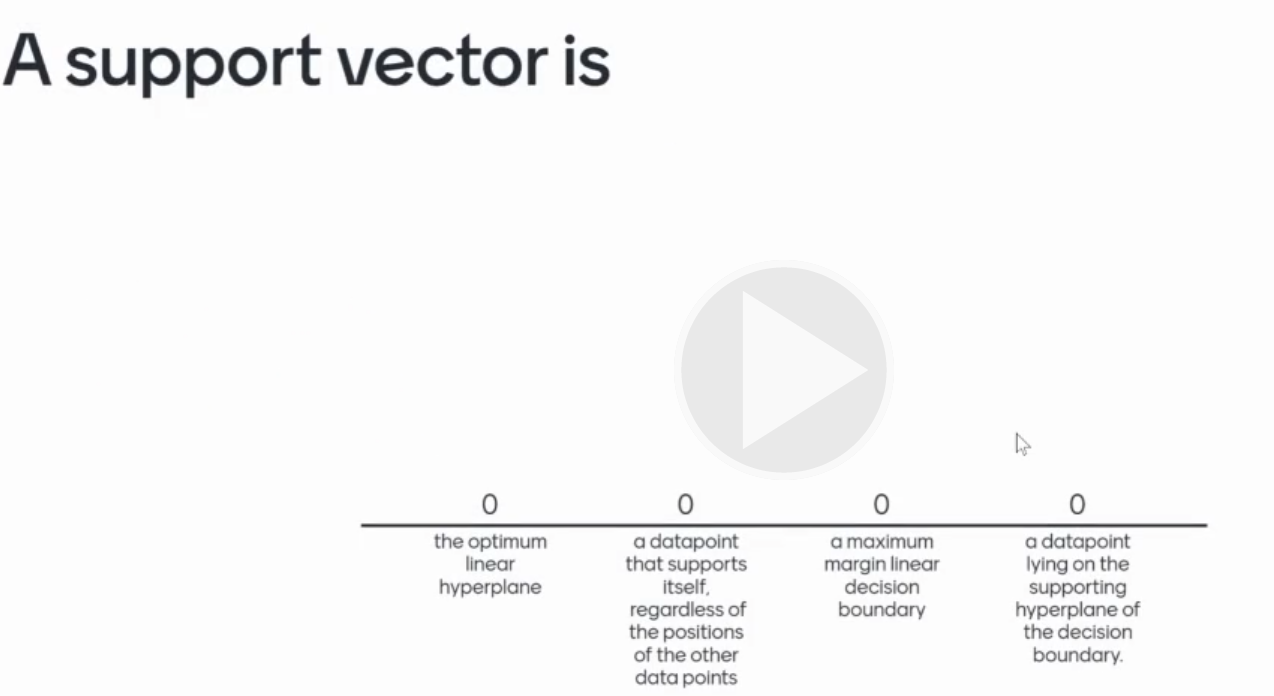 A support vector is
0
0
0
0
the optimum
linear
hyperplane
a datapoint
that supports
itself,
regardless of
the positions
of the other
data points
a maximum
margin linear
decision
boundary
a datapoint
lying on the
supporting
hyperplane of
the decision
boundary.